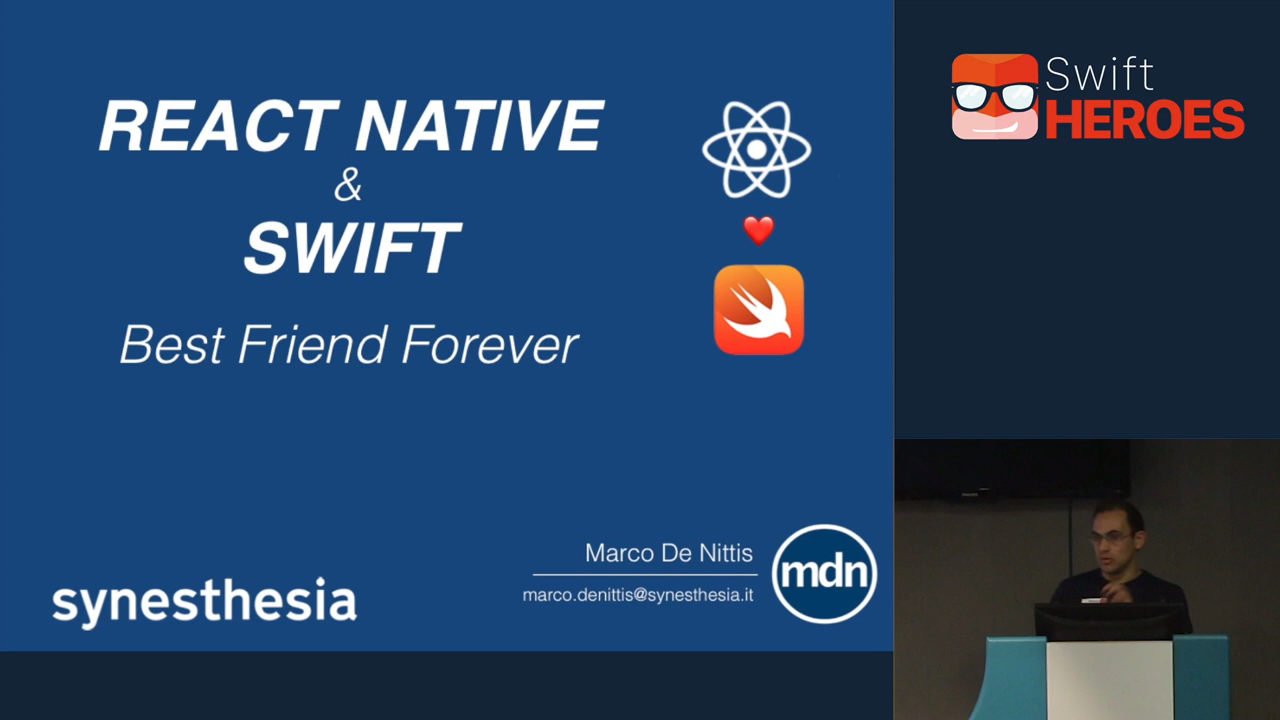 REACT NATIVE
&
SWIFT
Best Friend Forever
Marco De Nittis
marco.denittis@synesthesia.it
mdn
synesthesia
Swift
HEROES